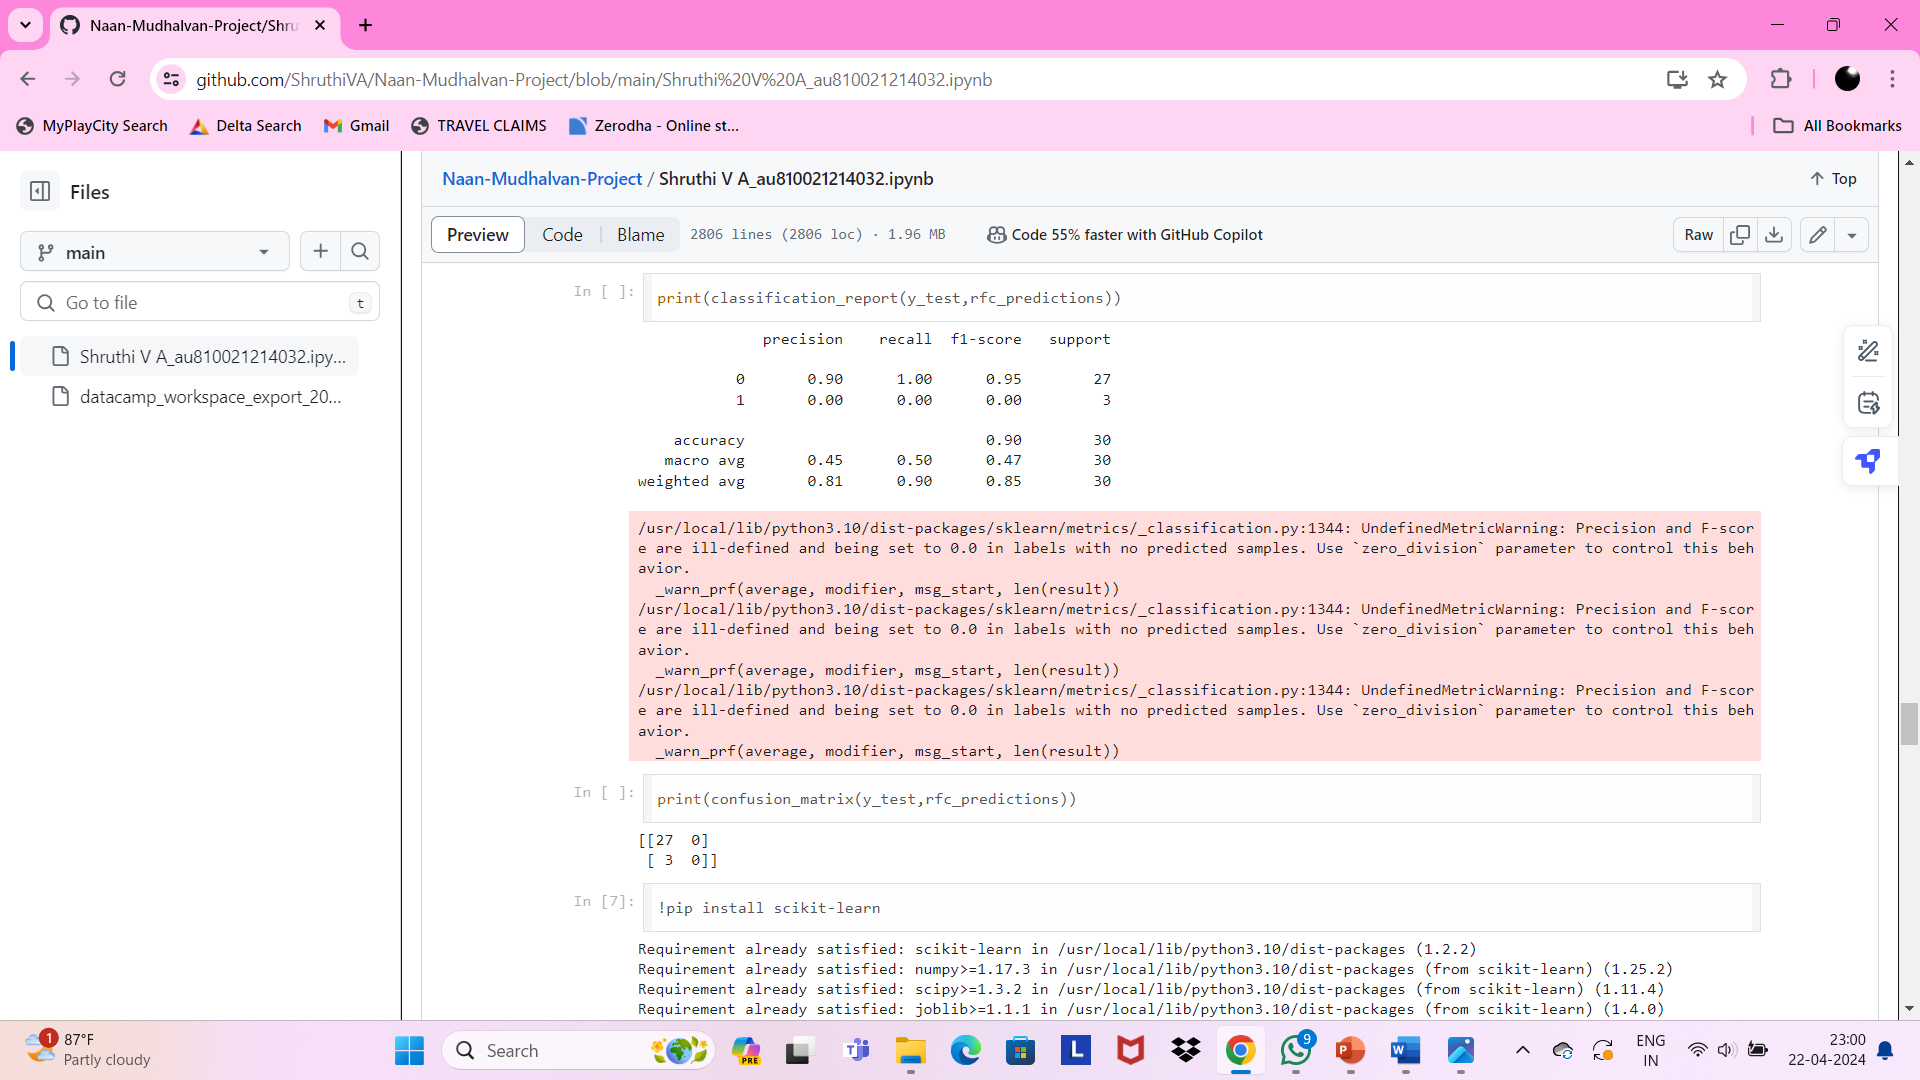 Naan-Mudhalvan-Project/Shru
github.com/ShruthiVA/Naan-Mudhalvan-Project/blob/main/Shruthi%20V%20A_au810021214032.ipynb
MyPlayCity Search
Delta Search
Gmail
TRAVEL CLAIMS
Zerodha - Online st...
All Bookmarks
Files
main
Go to file
t
Shruthi V A_au810021214032.ipy...
datacamp_workspace_export_20...
Naan-Mudhalvan-Project / Shruthi V A_au810021214032.ipynb
Top
Preview
Code
Blame
2806 lines (2806 loc) · 1.96 MB
Code 55% faster with GitHub Copilot
Raw
In [ ]:
print(classification_report(y_test,rfc_predictions))
precision recall f1-score support
0 0.90 1.00 0.95 27
1 0.00 0.00 0.00 3
accuracy 0.90 30
macro avg 0.45 0.50 0.47 30
weighted avg 0.81 0.90 0.85 30
/usr/local/lib/python3.10/dist-packages/sklearn/metrics/_classification.py:1344: UndefinedMetricWarning: Precision and F-scor
e are ill-defined and being set to 0.0 in labels with no predicted samples. Use `zero_division` parameter to control this beh
avior.
_warn_prf(average, modifier, msg_start, len(result))
/usr/local/lib/python3.10/dist-packages/sklearn/metrics/_classification.py:1344: UndefinedMetricWarning: Precision and F-scor
e are ill-defined and being set to 0.0 in labels with no predicted samples. Use `zero_division` parameter to control this beh
avior.
_warn_prf(average, modifier, msg_start, len(result))
/usr/local/lib/python3.10/dist-packages/sklearn/metrics/_classification.py:1344: UndefinedMetricWarning: Precision and F-scor
e are ill-defined and being set to 0.0 in labels with no predicted samples. Use `zero_division` parameter to control this beh
avior.
_warn_prf(average, modifier, msg_start, len(result))
In [ ]:
print(confusion_matrix(y_test,rfc_predictions))
[[27 0]
[ 3 0]]
In [7]:
!pip install scikit-learn
Requirement already satisfied: scikit-learn in /usr/local/lib/python3.10/dist-packages (1.2.2)
Requirement already satisfied: numpy>=1.17.3 in /usr/local/lib/python3.10/dist-packages (from scikit-learn) (1.25.2)
Requirement already satisfied: scipy>=1.3.2 in /usr/local/lib/python3.10/dist-packages (from scikit-learn) (1.11.4)
Requirement already satisfied: joblib>=1.1.1 in /usr/local/lib/python3.10/dist-packages (from scikit-learn) (1.4.0)
1
87°F
Partly cloudy
Search
PRE
L
9
ENG
IN
23:00
22-04-2024